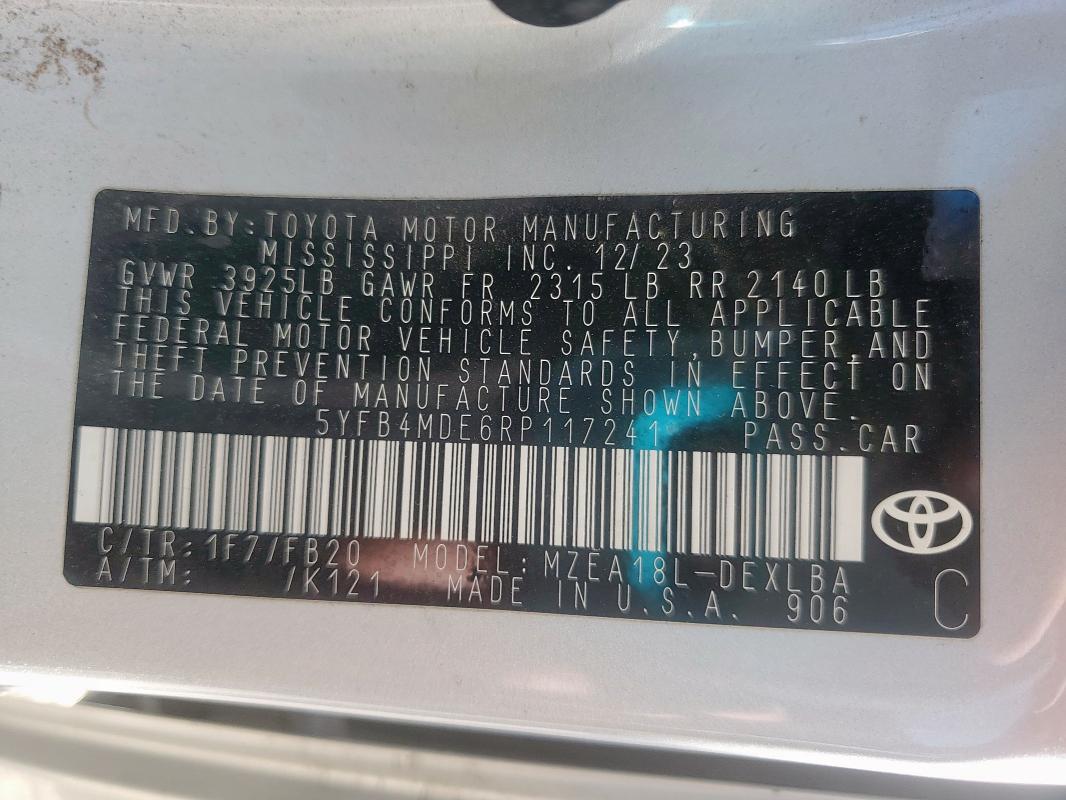 MFD. BY: TOYOTA MOTOR MANUFACTURING
MISSISSIPPI INC. 12/23
GVWR 3925LB GAWR FR 2315 LB RR 2140 LB
THIS VEHICLE CONFORMS TO ALL APPLICABLE
FEDERAL MOTOR VEHICLE SAFETY, BUMPER, AND
THEFT PREVENTION STANDARDS IN EFFECT ON
THE DATE OF MANUFACTURE SHOWN ABOVE.
5YFB4MDE6RP117241 PASS. CAR
C/TR: 1F7/FB20 MODEL: MZEA18L-DEXLBA
A/TM: /K121 MADE IN U.S.A. 906
C